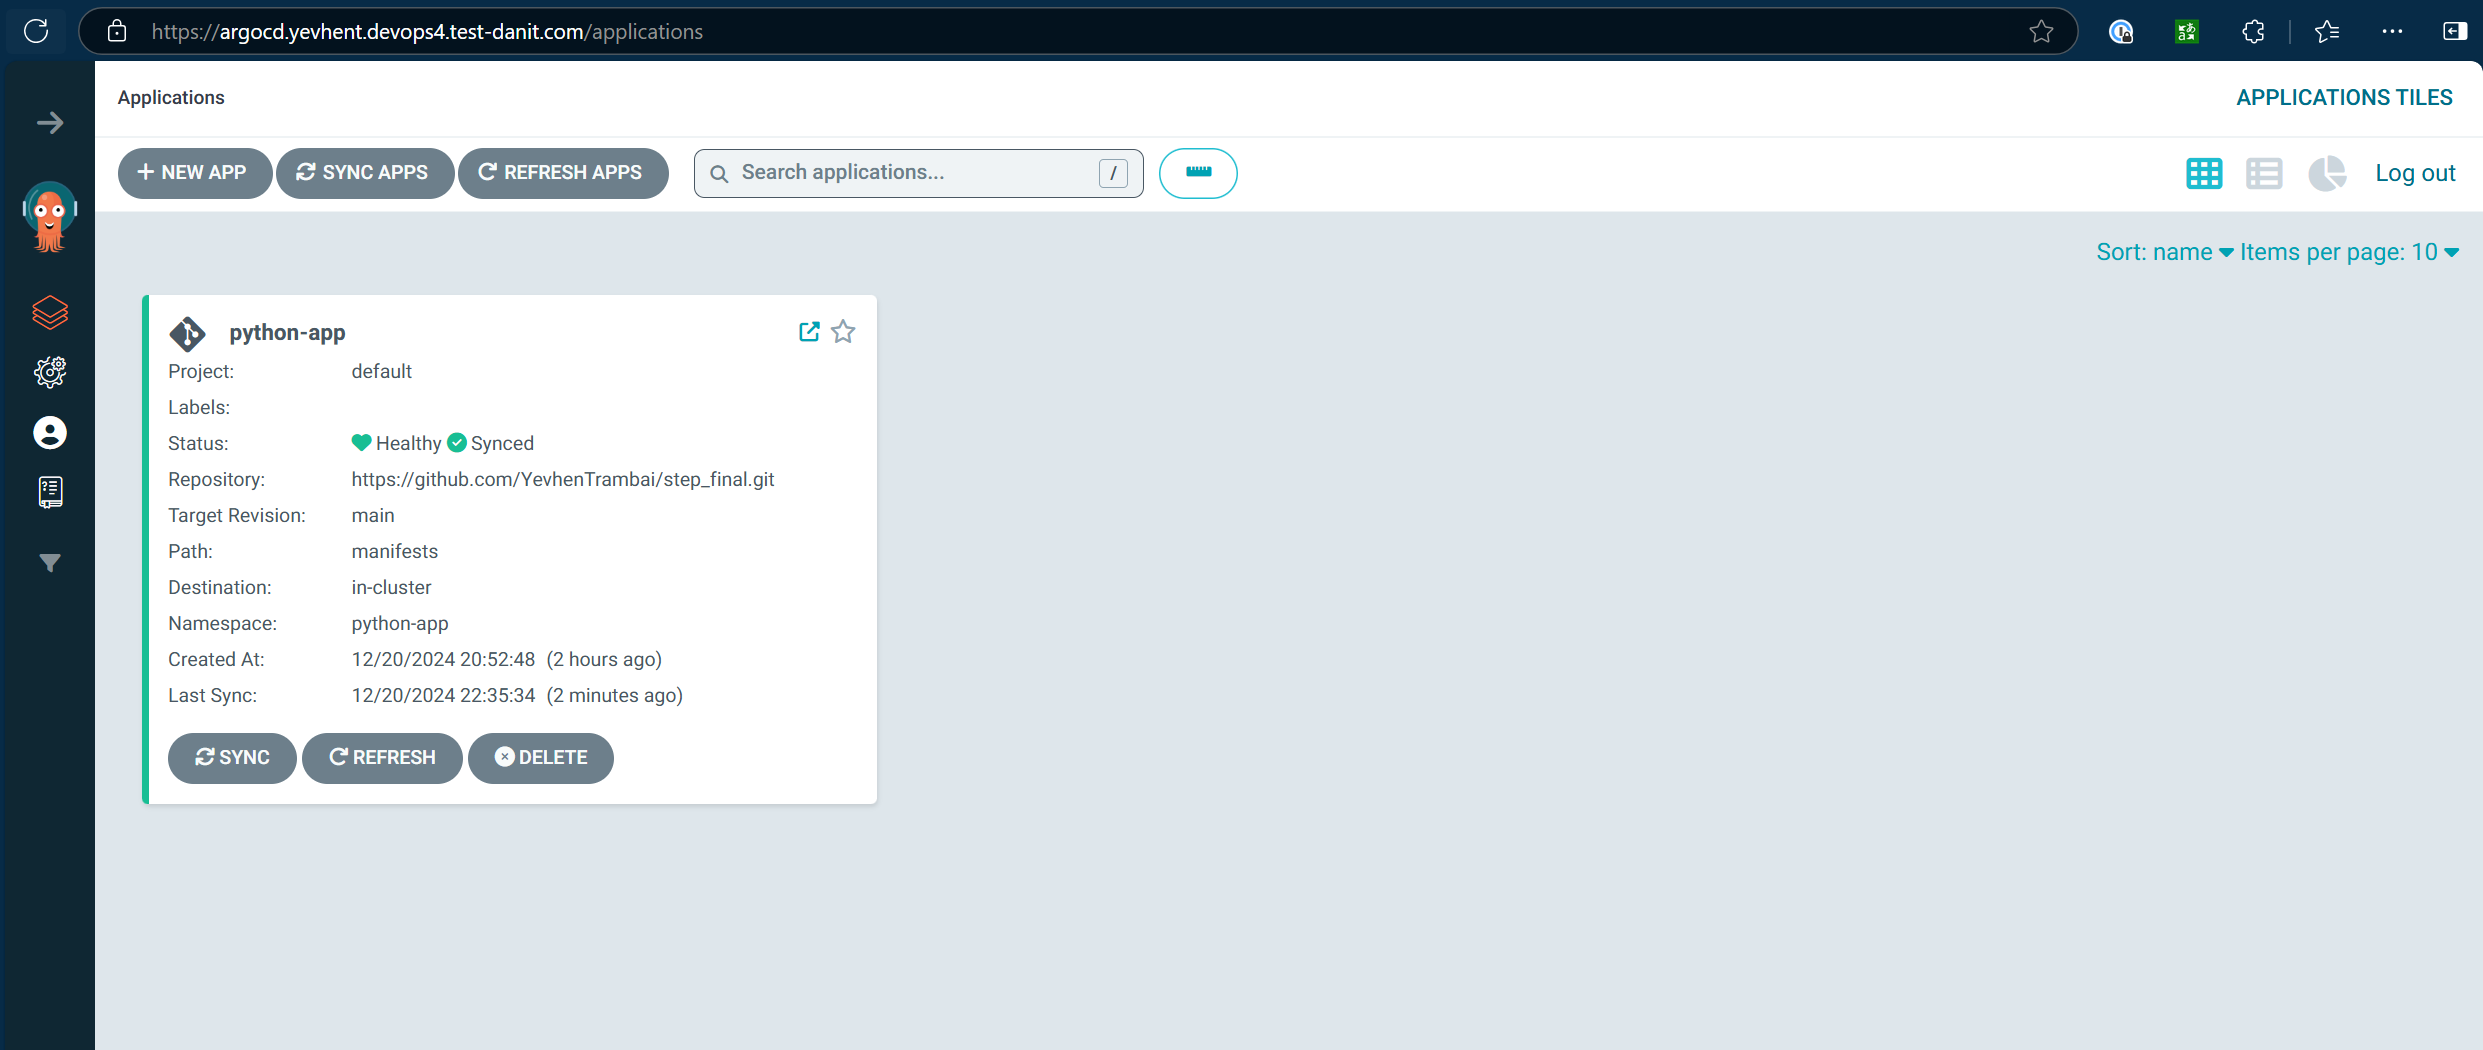 https://argocd.yevhent.devops4.test-danit.com/applications
Applications
APPLICATIONS TILES
NEW APP
SYNC APPS
REFRESH APPS
Search applications...
/
Log out
Sort: name
Items per page: 10
python-app
Project: default
Labels:
Status: Healthy Synced
Repository: https://github.com/YevhenTrambai/step_final.git
Target Revision: main
Path: manifests
Destination: in-cluster
Namespace: python-app
Created At: 12/20/2024 20:52:48 (2 hours ago)
Last Sync: 12/20/2024 22:35:34 (2 minutes ago)
SYNC
REFRESH
DELETE